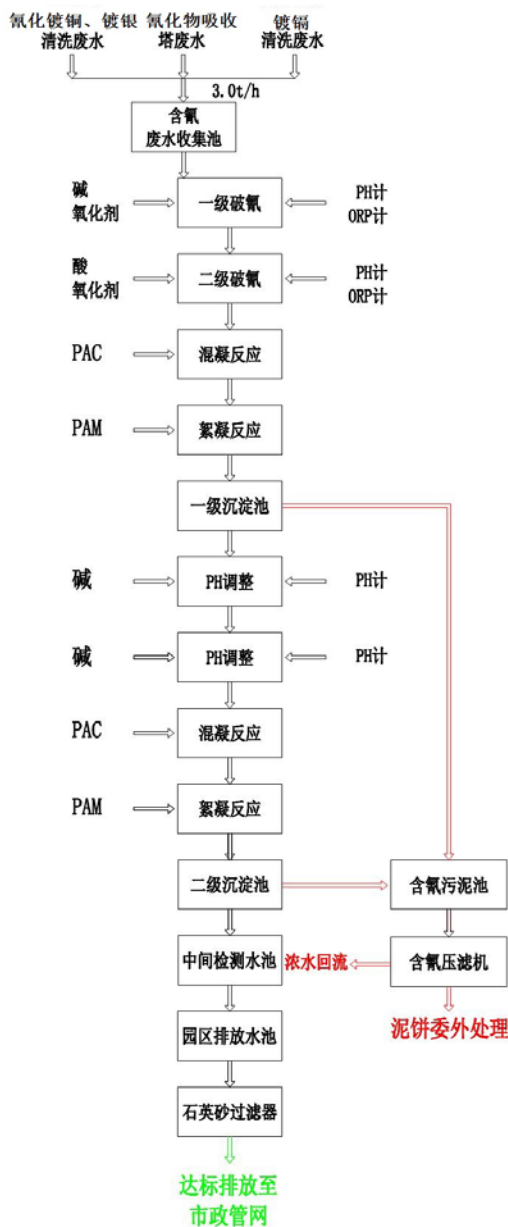 氰化镀铜、镀银
清洗废水
氰化物吸收
塔废水
镀镉
清洗废水
3.0t/h
含氰
废水收集池
碱
氧化剂
一级破氰
PH计
ORP计
酸
氧化剂
二级破氰
PH计
ORP计
PAC
混凝反应
PAM
絮凝反应
一级沉淀池
碱
PH调整
PH计
碱
PH调整
PH计
PAC
混凝反应
PAM
絮凝反应
二级沉淀池
含氰污泥池
中间检测水池
浓水回流
含氰压滤机
园区排放水池
泥饼委外处理
石英砂过滤器
达标排放至
市政管网